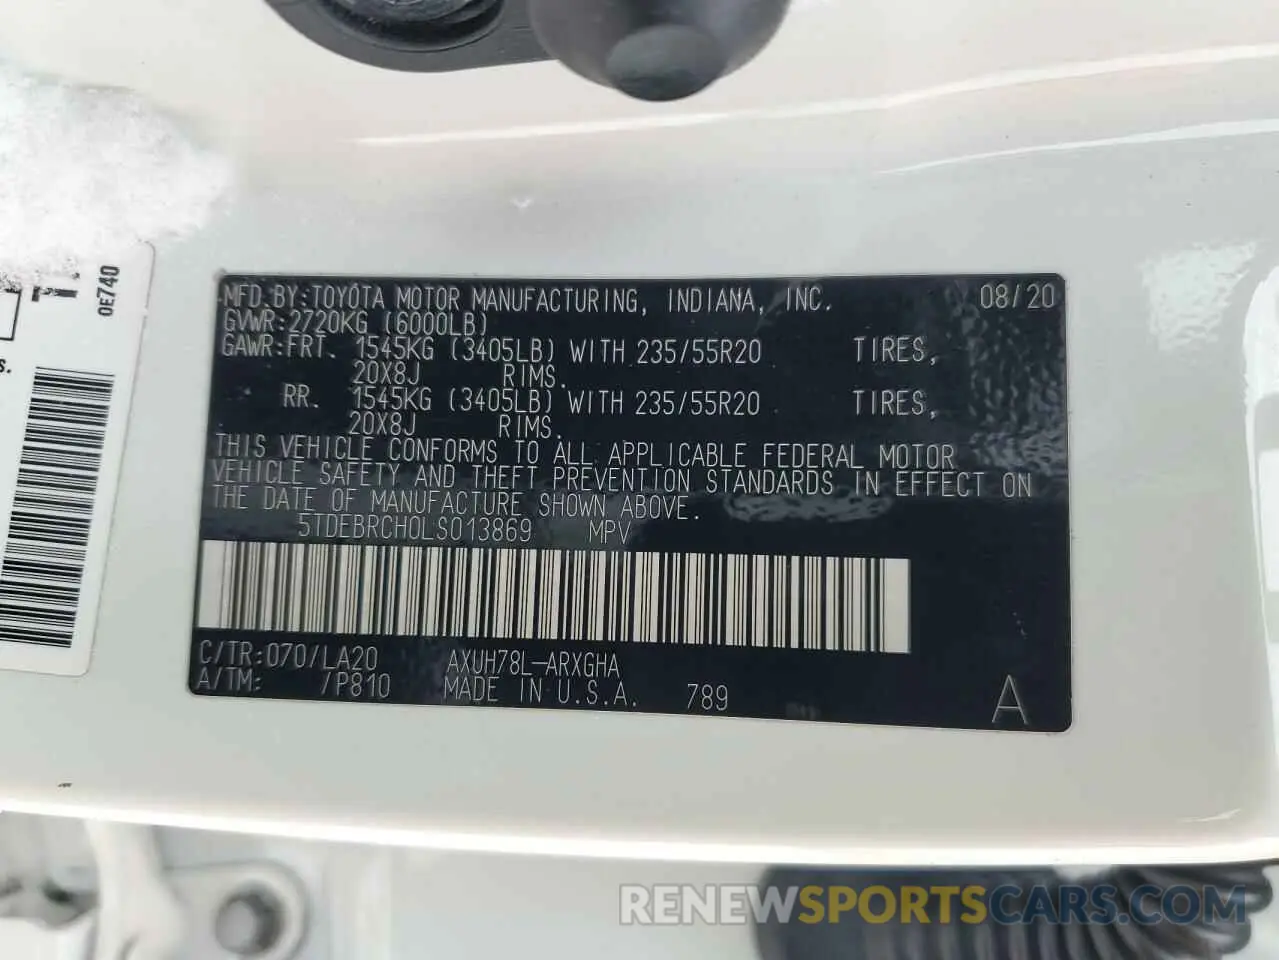 MFD.BY:TOYOTA MOTOR MANUFACTURING, INDIANA, INC. 08/20
GVWR:2720KG (6000LB)
GAWR:FRT. 1545KG (3405LB) WITH 235/55R20 TIRES,
20X8J RIMS.
RR. 1545KG (3405LB) WITH 235/55R20 TIRES,
20X8J RIMS.
THIS VEHICLE CONFORMS TO ALL APPLICABLE FEDERAL MOTOR
VEHICLE SAFETY AND THEFT PREVENTION STANDARDS IN EFFECT ON
THE DATE OF MANUFACTURE SHOWN ABOVE.
5TDEBRCH0LS013869 MPV
C/TR:070/LA20 AXUH78L-ARXGHA
A/TM: /P810 MADE IN U.S.A. 789
A
0E740
RENEWSPORTSCARS.COM